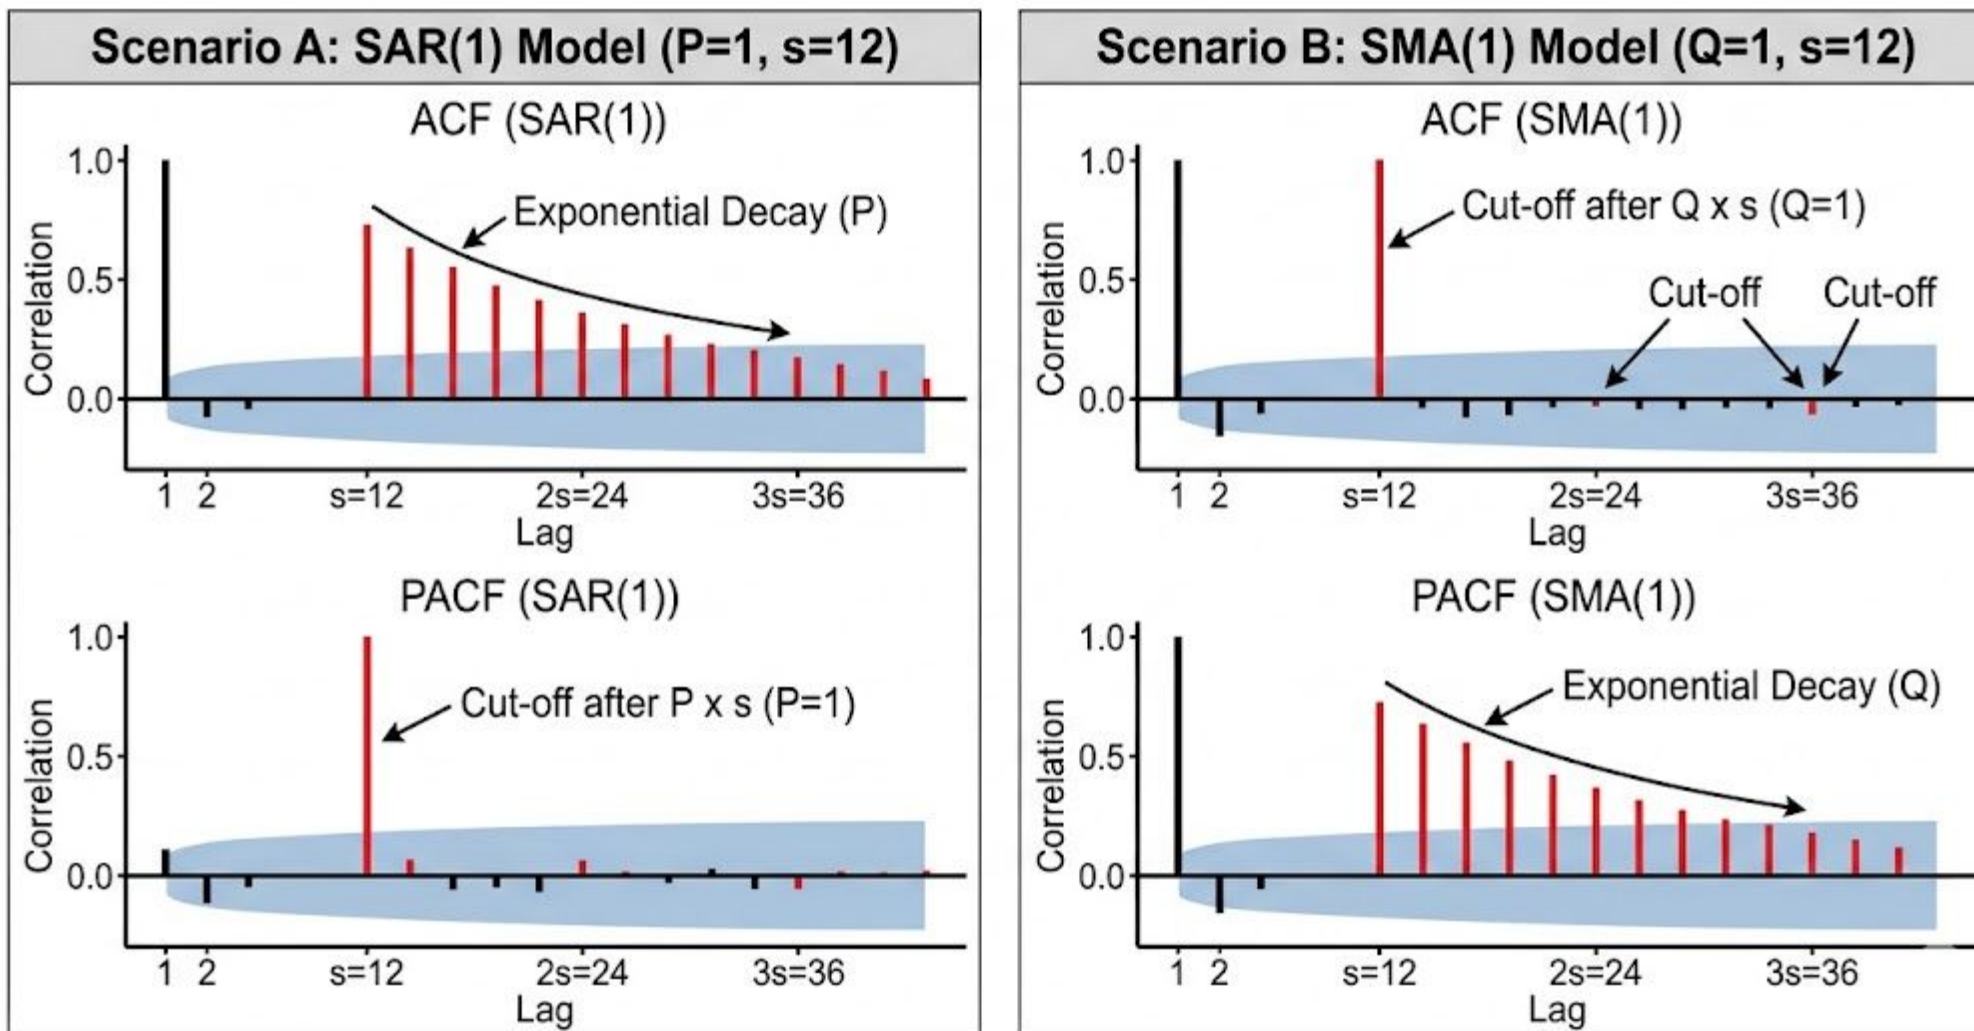 Scenario A: SAR(1) Model (P=1, s=12)
ACF (SAR(1))
Correlation
1.0
0.5
0.0
Exponential Decay (P)
1 2 s=12 2s=24 3s=36
Lag
PACF (SAR(1))
Correlation
1.0
0.5
0.0
Cut-off after P x s (P=1)
1 2 s=12 2s=24 3s=36
Lag
Scenario B: SMA(1) Model (Q=1, s=12)
ACF (SMA(1))
Correlation
1.0
0.5
0.0
Cut-off after Q x s (Q=1)
Cut-off Cut-off
1 2 s=12 2s=24 3s=36
Lag
PACF (SMA(1))
Correlation
1.0
0.5
0.0
Exponential Decay (Q)
1 2 s=12 2s=24 3s=36
Lag